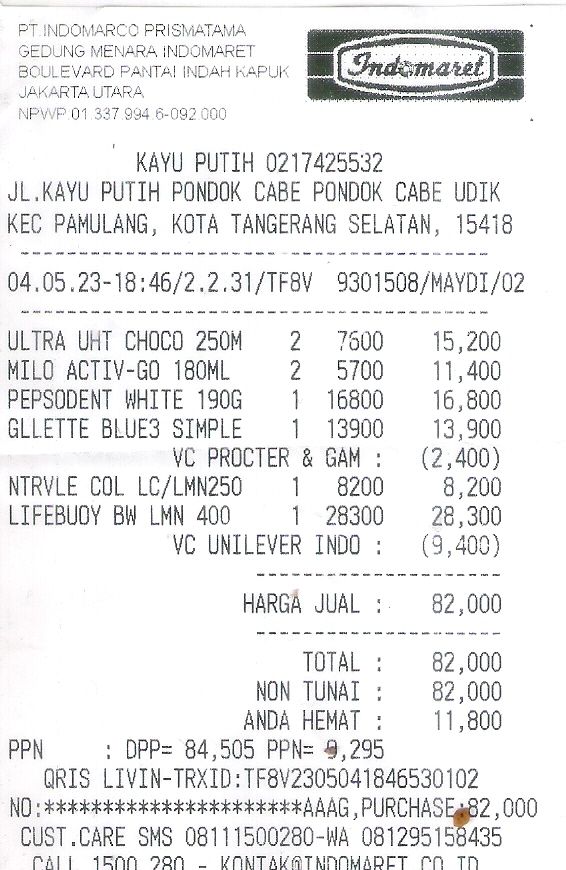 PT.INDOMARCO PRISMATAMA
GEDUNG MENARA INDOMARET
BOULEVARD PANTAI INDAH KAPUK
JAKARTA UTARA
NPWP 01.337.994.6-092.000
Indomaret
KAYU PUTIH 0217425532
JL.KAYU PUTIH PONDOK CABE PONDOK CABE UDIK
KEC PAMULANG, KOTA TANGERANG SELATAN, 15418
04.05.23-18:46/2.2.31/TF8V 9301508/MAYDI/02
ULTRA UHT CHOCO 250M 2 7600 15,200
MILO ACTIV-GO 180ML 2 5700 11,400
PEPSODENT WHITE 190G 1 16800 16,800
GLLETTE BLUE3 SIMPLE 1 13900 13,900
VC PROCTER & GAM : (2,400)
NTRVLE COL LC/LMN250 1 8200 8,200
LIFEBUOY BW LMN 400 1 28300 28,300
VC UNILEVER INDO : (9,400)
HARGA JUAL : 82,000
TOTAL : 82,000
NON TUNAI : 82,000
ANDA HEMAT : 11,800
PPN : DPP= 84,505 PPN= 9,295
QRIS LIVIN-TRXID:TF8V2305041846530102
NO:**********************AAAG,PURCHASE:82,000
CUST.CARE SMS 08111500280-WA 081295158435
CALL 1500 280 - KONTAK@INDOMARET.CO.ID